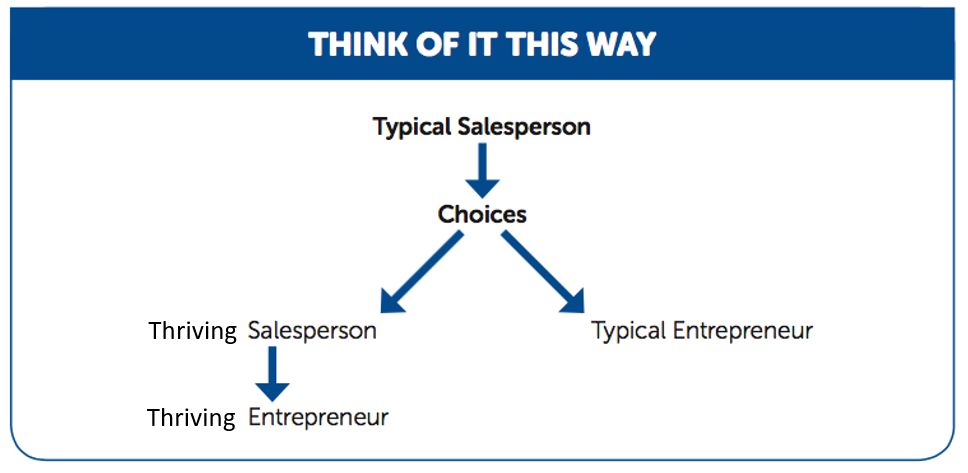 THINK OF IT THIS WAY
Typical Salesperson
Choices
Thriving Salesperson
Typical Entrepreneur
Thriving Entrepreneur